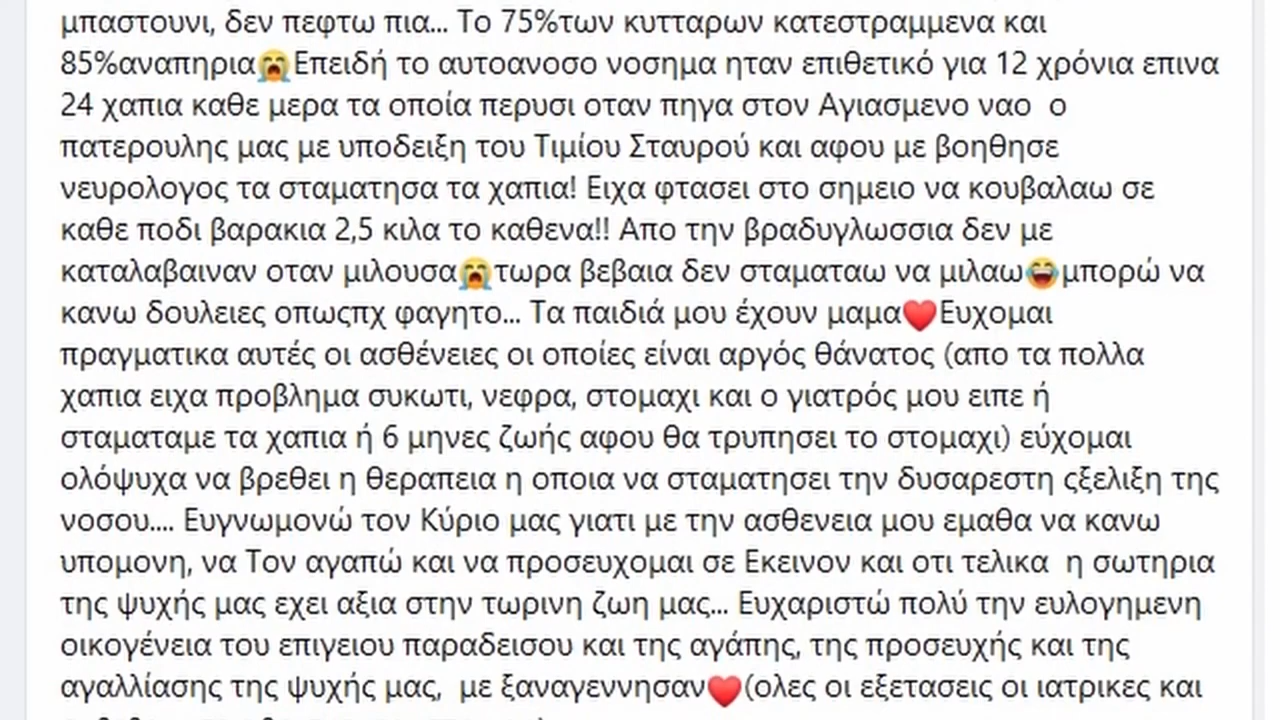 μπαστουνι, δεν πεφτω πια... Το 75%των κυτταρων κατεστραμμενα και
85%αναπηρια😭Επειδή το αυτοανοσο νοσημα ηταν επιθετικό για 12 χρόνια επινα
24 χαπια καθε μερα τα οποία περυσι οταν πηγα στον Αγιασμενο ναο  ο
πατερουλης μας με υποδειξη του Τιμίου Σταυρού και αφου με βοηθησε
νευρολογος τα σταματησα τα χαπια! Ειχα φτασει στο σημειο να κουβαλαω σε
καθε ποδι βαρακια 2,5 κιλα το καθενα!! Απο την βραδυγλωσσια δεν με
καταλαβαιναν οταν μιλουσα😭τωρα βεβαια δεν σταματαω να μιλαω😂μπορώ να
κανω δουλειες οπωςπχ φαγητο... Τα παιδιά μου έχουν μαμα❤️Ευχομαι
πραγματικα αυτές οι ασθένειες οι οποίες είναι αργός θάνατος (απο τα πολλα
χαπια ειχα προβλημα συκωτι, νεφρα, στομαχι και ο γιατρός μου ειπε ή
σταματαμε τα χαπια ή 6 μηνες ζωής αφου θα τρυπησει το στομαχι) εύχομαι
ολόψυχα να βρεθει η θεραπεια η οποια να σταματησει την δυσαρεστη ςξελιξη της
νοσου.... Ευγνωμονώ τον Κύριο μας γιατι με την ασθενεια μου εμαθα να κανω
υπομονη, να Τον αγαπώ και να προσευχομαι σε Εκεινον και οτι τελικα  η σωτηρια
της ψυχής μας εχει αξια στην τωρινη ζωη μας... Ευχαριστώ πολύ την ευλογημενη
οικογένεια του επιγειου παραδεισου και της αγάπης, της προσευχής και της
αγαλλίασης της ψυχής μας,  με ξαναγεννησαν❤️(ολες οι εξετασεις οι ιατρικες και